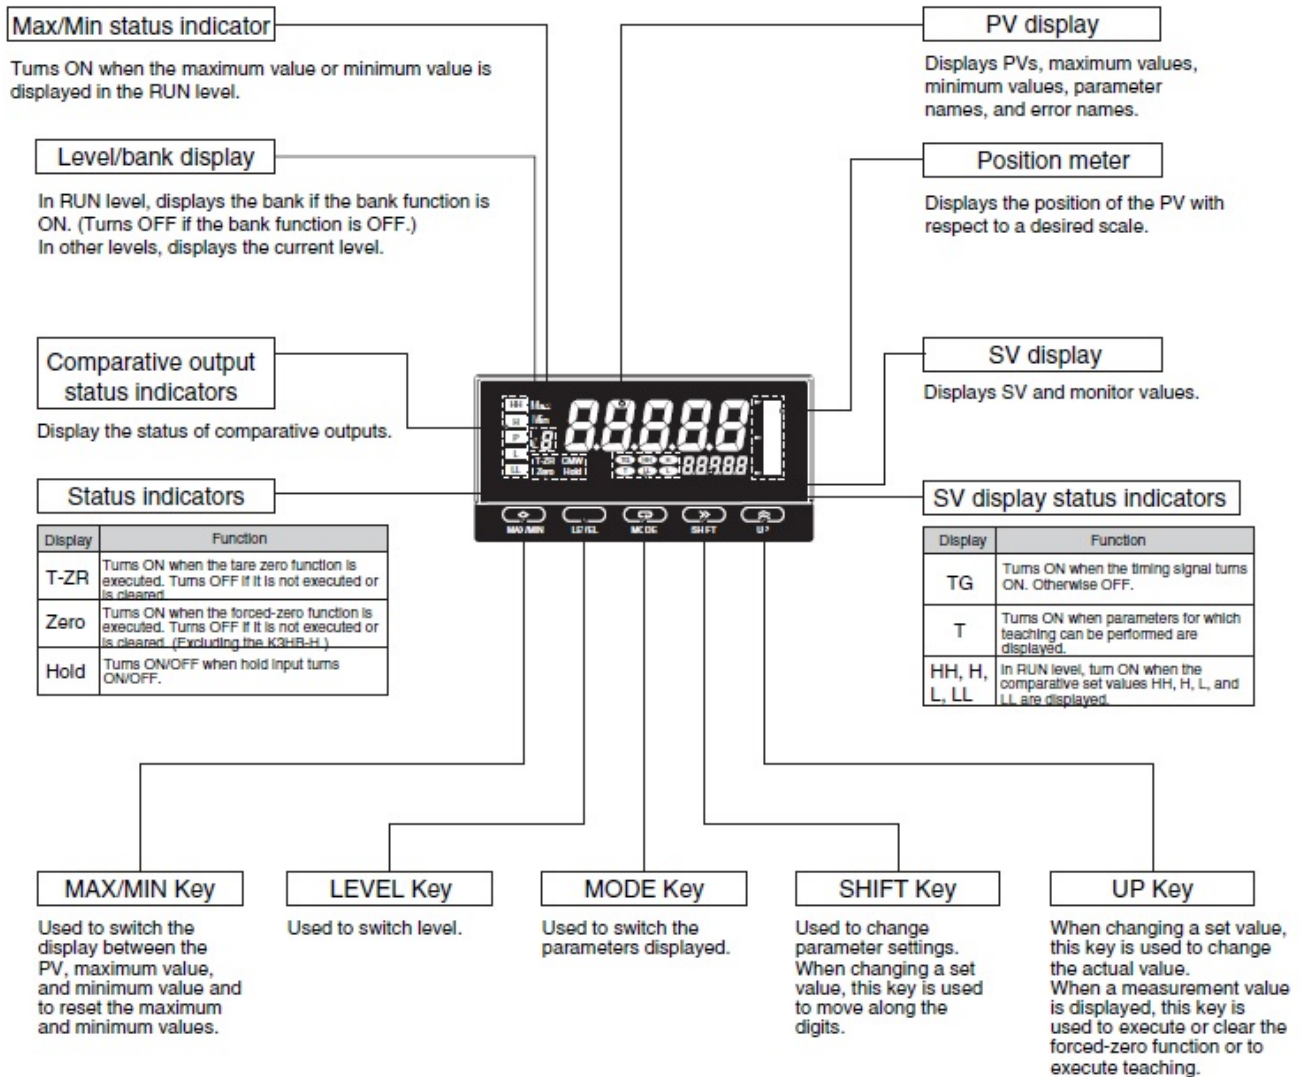 Max/Min status indicator
Turns ON when the maximum value or minimum value is
displayed in the RUN level.
Level/bank display
In RUN level, displays the bank if the bank function is
ON. (Turns OFF if the bank function is OFF.)
In other levels, displays the current level.
Comparative output
status indicators
Display the status of comparative outputs.
Status indicators
Display Function
T-ZR Turns ON when the tare zero function is
executed. Turns OFF if it is not executed or
is cleared
Zero Turns ON when the forced-zero function is
executed. Turns OFF if it is not executed or
is cleared. (Excluding the K3HB-H.)
Hold Turns ON/OFF when hold input turns
ON/OFF.
PV display
Displays PVs, maximum values,
minimum values, parameter
names, and error names.
Position meter
Displays the position of the PV with
respect to a desired scale.
SV display
Displays SV and monitor values.
SV display status indicators
Display Function
TG Turns ON when the timing signal turns
ON. Otherwise OFF.
T Turns ON when parameters for which
teaching can be performed are
displayed.
HH, H, L, LL In RUN level, turn ON when the
comparative set values HH, H, L, and
LL are displayed.
HH Max
H Min
P
L
LL
88888
T-ZR CMW
Zero Hold
TG HH H
T LL L
88888
MAX/MIN LEVEL MODE SHIFT UP
MAX/MIN Key
Used to switch the
display between the
PV, maximum value,
and minimum value and
to reset the maximum
and minimum values.
LEVEL Key
Used to switch level.
MODE Key
Used to switch the
parameters displayed.
SHIFT Key
Used to change
parameter settings.
When changing a set
value, this key is used
to move along the
digits.
UP Key
When changing a set value,
this key is used to change
the actual value.
When a measurement value
is displayed, this key is
used to execute or clear the
forced-zero function or to
execute teaching.